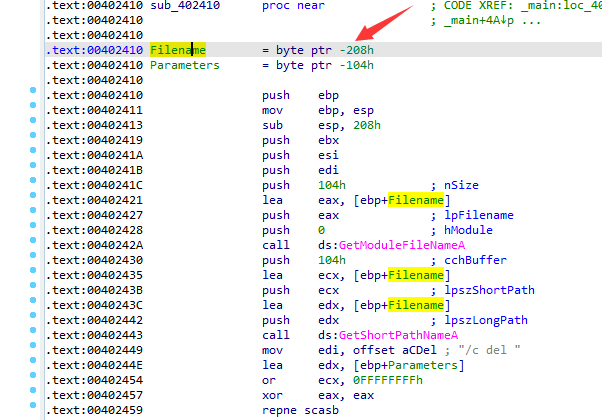 .text:00402410 sub_402410 proc near ; CODE XREF: _main:loc_40
.text:00402410 ; _main+4A↓p ...
.text:00402410
.text:00402410 Filename = byte ptr -208h
.text:00402410 Parameters = byte ptr -104h
.text:00402410
.text:00402410 push ebp
.text:00402411 mov ebp, esp
.text:00402413 sub esp, 208h
.text:00402419 push ebx
.text:0040241A push esi
.text:0040241B push edi
.text:0040241C push 104h ; nSize
.text:00402421 lea eax, [ebp+Filename]
.text:00402427 push eax ; lpFilename
.text:00402428 push 0 ; hModule
.text:0040242A call ds:GetModuleFileNameA
.text:00402430 push 104h ; cchBuffer
.text:00402435 lea ecx, [ebp+Filename]
.text:0040243B push ecx ; lpszShortPath
.text:0040243C lea edx, [ebp+Filename]
.text:00402442 push edx ; lpszLongPath
.text:00402443 call ds:GetShortPathNameA
.text:00402449 mov edi, offset aCDel ; "/c del "
.text:0040244E lea edx, [ebp+Parameters]
.text:00402454 or ecx, 0FFFFFFFFh
.text:00402457 xor eax, eax
.text:00402459 repne scasb